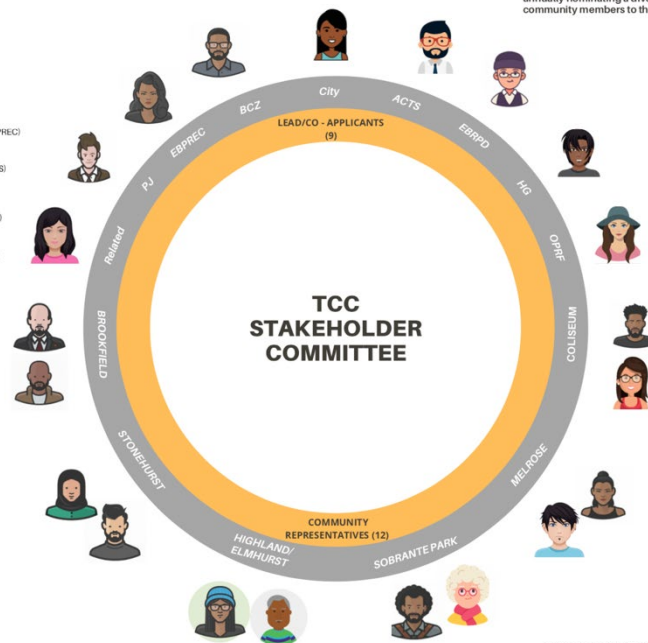 community members to th
PREC)
S)
)
City
BCZ
ACTS
EBPREC
EBRPD
PJ
HG
Related
OPRF
BROOKFIELD
COLISEUM
STONEHURST
MELROSE
HIGHLAND/
ELMHURST
SOBRANTE PARK
LEAD/CO - APPLICANTS
(9)
TCC
STAKEHOLDER
COMMITTEE
COMMUNITY
REPRESENTATIVES (12)